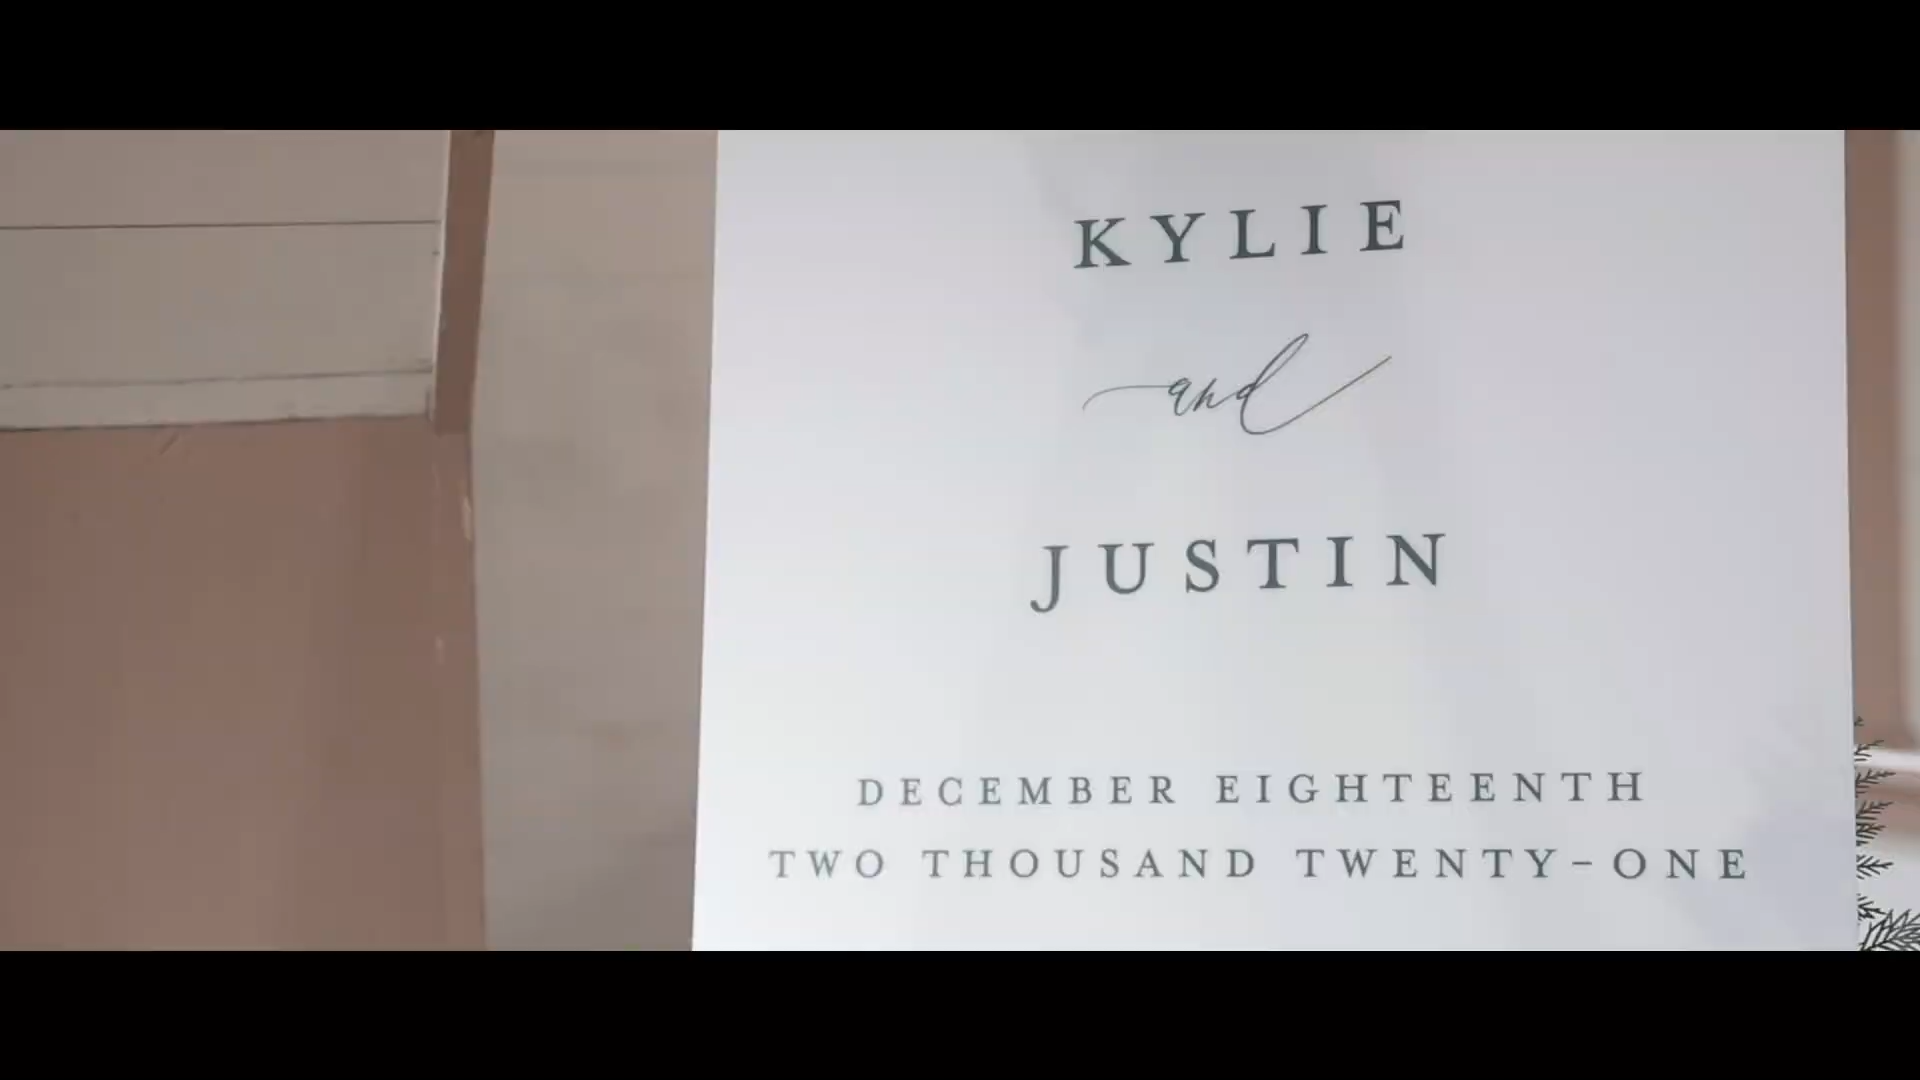 KYLIE
and
JUSTIN
DECEMBER EIGHTEENTH
TWO THOUSAND TWENTY-ONE